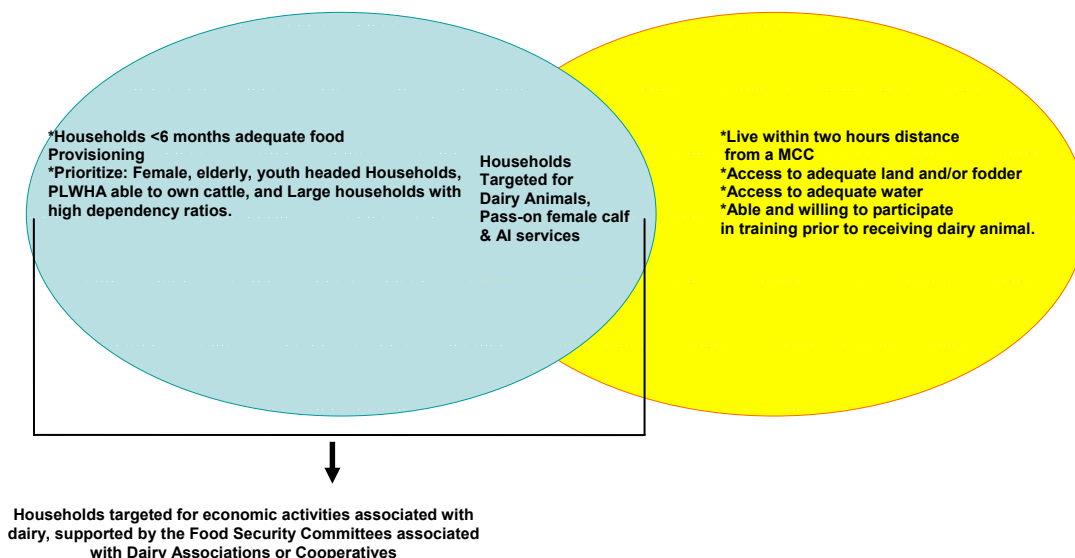 *Households <6 months adequate food
Provisioning
*Prioritize: Female, elderly, youth headed Households,
PLWHA able to own cattle, and Large households with
high dependency ratios.
Households
Targeted for
Dairy Animals,
Pass-on female calf
& AI services
*Live within two hours distance
from a MCC
*Access to adequate land and/or fodder
*Access to adequate water
*Able and willing to participate
in training prior to receiving dairy animal.
Households targeted for economic activities associated with
dairy, supported by the Food Security Committees associated
with Dairy Associations or Cooperatives